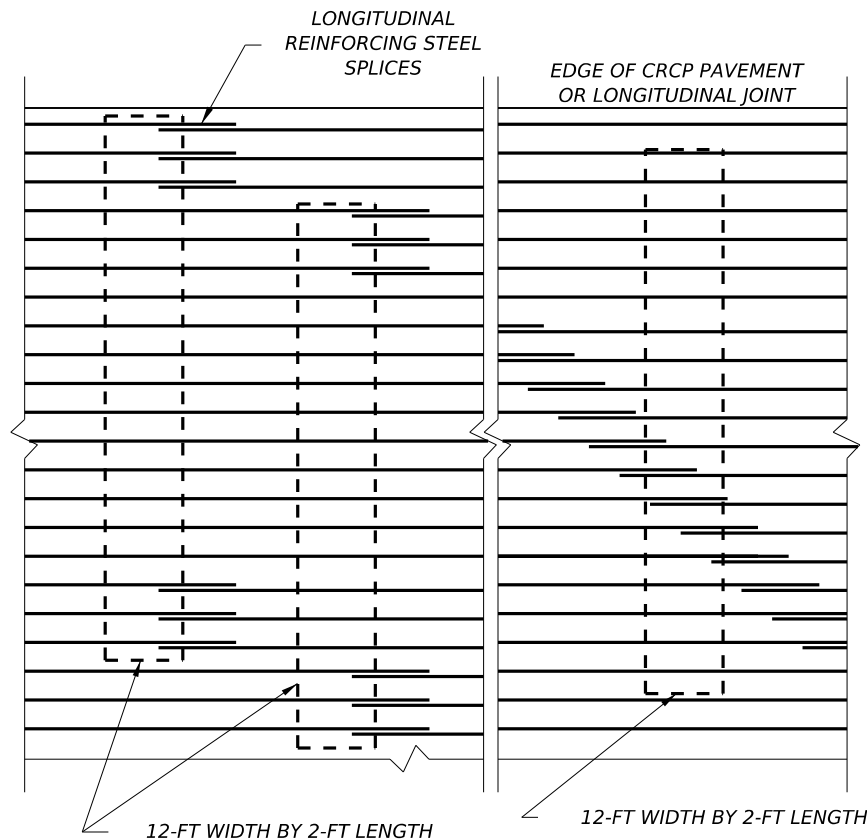 LONGITUDINAL
REINFORCING STEEL
SPLICES
EDGE OF CRCP PAVEMENT
OR LONGITUDINAL JOINT
12-FT WIDTH BY 2-FT LENGTH
12-FT WIDTH BY 2-FT LENGTH